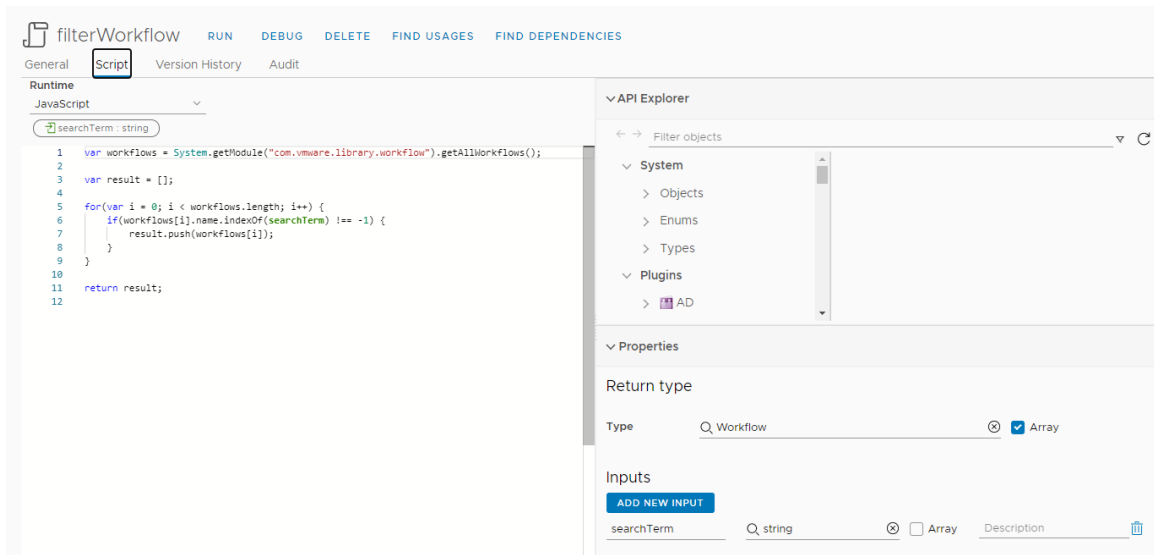 filterWorkflow RUN DEBUG DELETE FIND USAGES FIND DEPENDENCIES
General Script Version History Audit
Runtime
JavaScript
searchTerm : string
1 var workflows = System.getModule("com.vmware.library.workflow").getAllWorkflows();
2
3 var result = [];
4
5 for(var i = 0; i < workflows.length; i++) {
6 if(workflows[i].name.indexOf(searchTerm) !== -1) {
7 result.push(workflows[i]);
8 }
9 }
10
11 return result;
12
API Explorer
Filter objects
System
Objects
Enums
Types
Plugins
AD
Properties
Return type
Type Workflow Array
Inputs
ADD NEW INPUT
searchTerm string Array Description